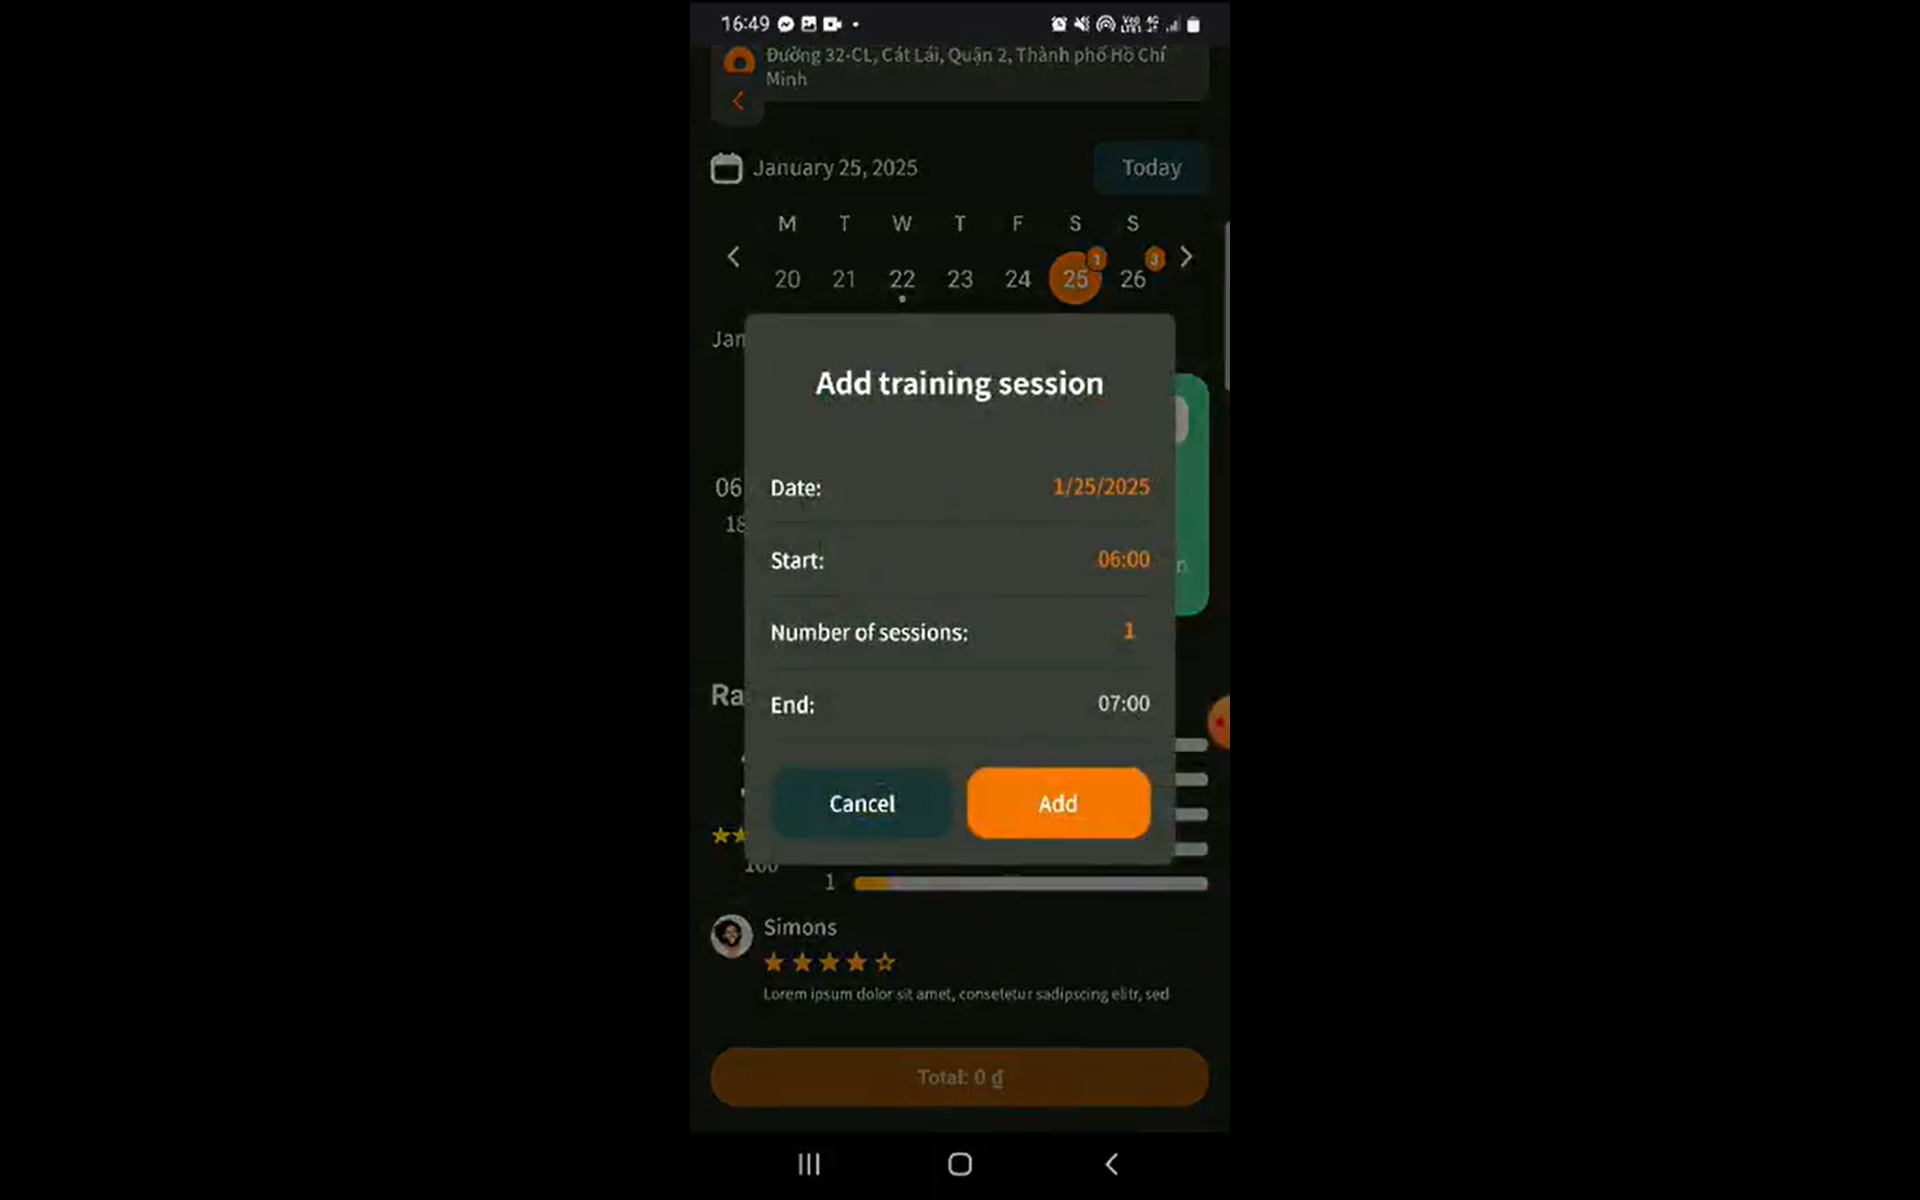 16:49
Đường 32-CL, Cát Lái, Quận 2, Thành phố Hồ Chí
Minh
January 25, 2025
Today
M T W T F S S
1 3
20 21 22 23 24 25 26
Jan
Add training session
06
18
Date: 1/25/2025
Start: 06:00
n
Number of sessions: 1
Ra
End: 07:00
Cancel
Add
100
1
Simons
Lorem ipsum dolor sit amet, consetetur sadipscing elitr, sed
Total: 0 ₫